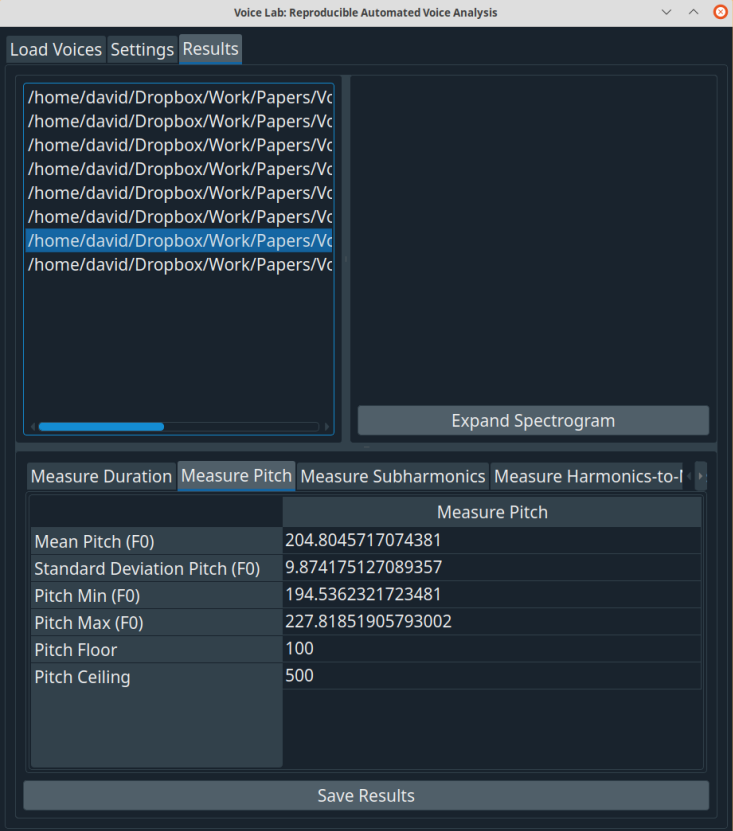 Voice Lab: Reproducible Automated Voice Analysis
Load Voices Settings Results
/home/david/Dropbox/Work/Papers/Vo
/home/david/Dropbox/Work/Papers/Vo
/home/david/Dropbox/Work/Papers/Vo
/home/david/Dropbox/Work/Papers/Vo
/home/david/Dropbox/Work/Papers/Vo
/home/david/Dropbox/Work/Papers/Vo
/home/david/Dropbox/Work/Papers/Vo
/home/david/Dropbox/Work/Papers/Vo
Expand Spectrogram
Measure Duration Measure Pitch Measure Subharmonics Measure Harmonics-to-
Measure Pitch
Mean Pitch (F0) 204.8045717074381
Standard Deviation Pitch (F0) 9.874175127089357
Pitch Min (F0) 194.5362321723481
Pitch Max (F0) 227.81851905793002
Pitch Floor 100
Pitch Ceiling 500
Save Results